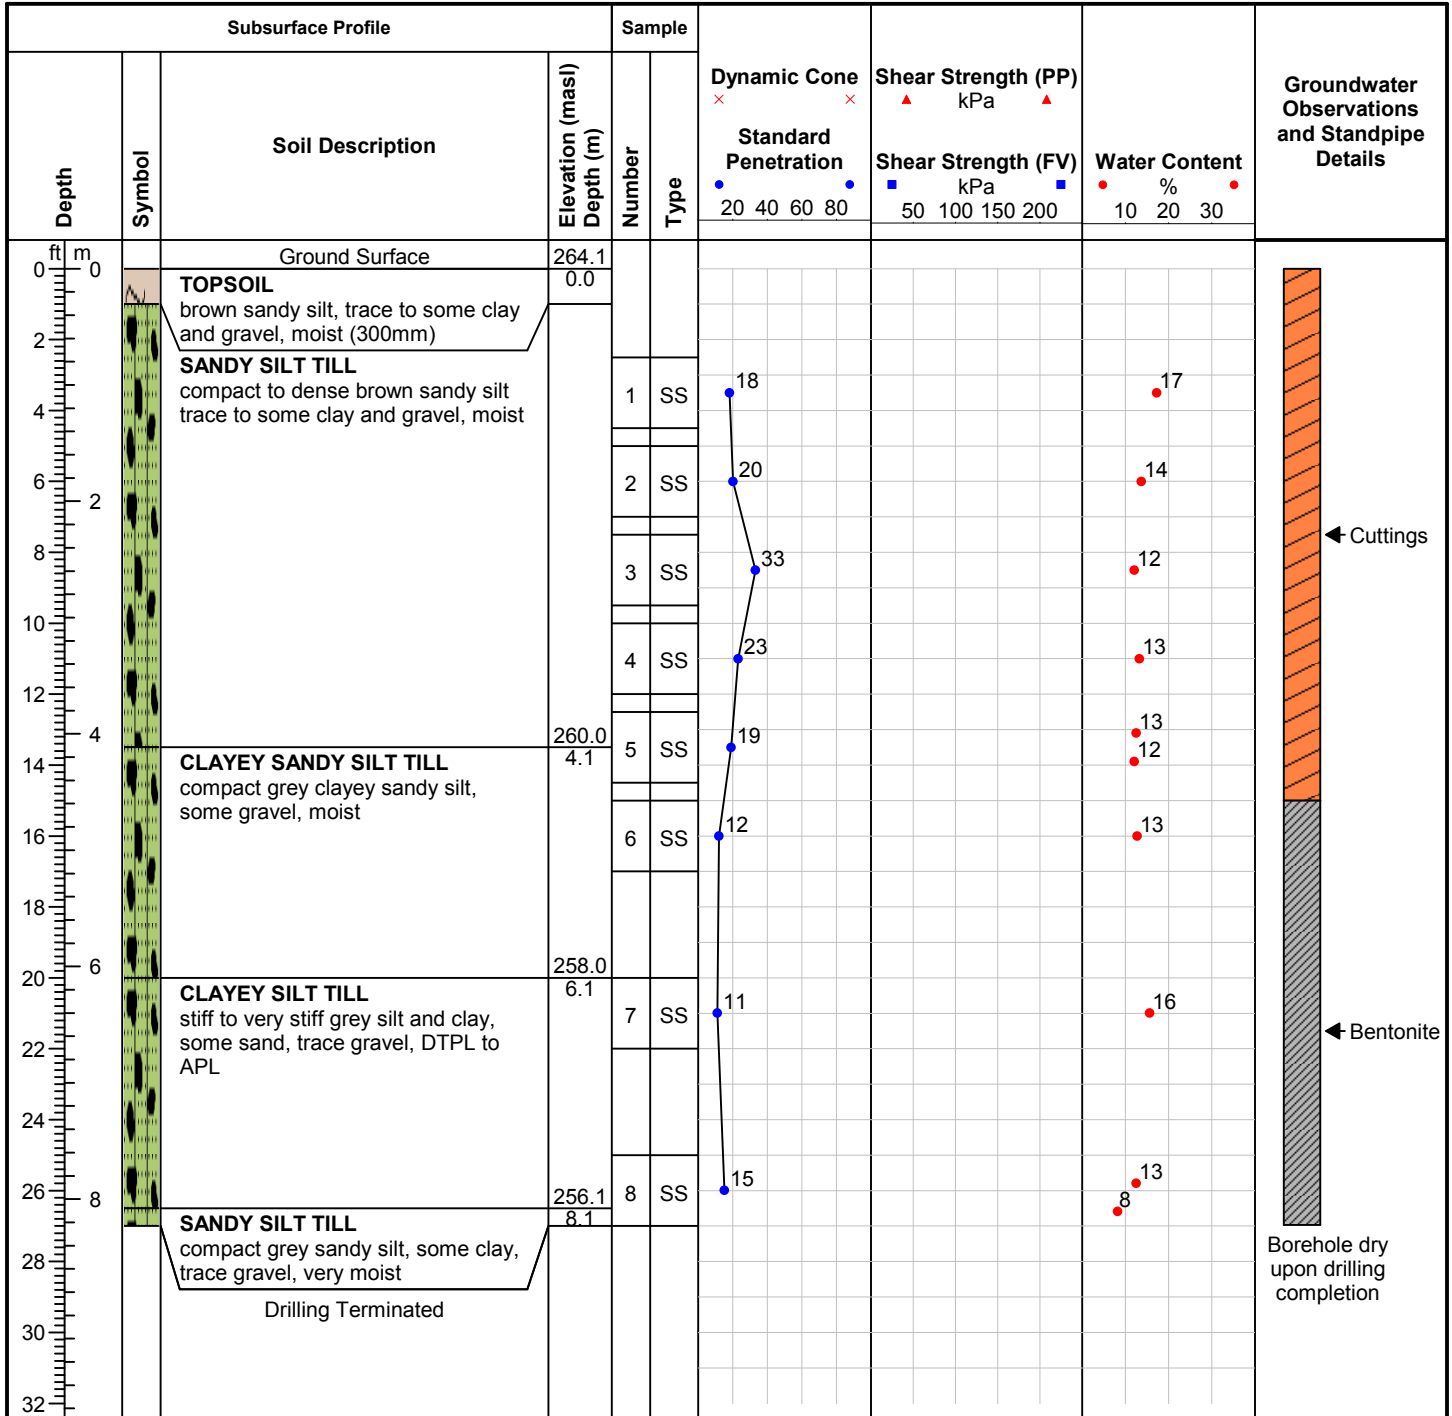 Subsurface Profile
Sample
Depth
Symbol
Soil Description
Elevation (masl)
Depth (m)
Number
Type
Dynamic Cone
Standard
Penetration
20 40 60 80
Shear Strength (PP)
kPa
Shear Strength (FV)
kPa
50 100 150 200
Water Content
%
10 20 30
Groundwater
Observations
and Standpipe
Details
ft m
Ground Surface
264.1
0 0
0.0
TOPSOIL
brown sandy silt, trace to some clay
and gravel, moist (300mm)
2
SANDY SILT TILL
compact to dense brown sandy silt
trace to some clay and gravel, moist
1 SS 18 17
4
2 SS 20 14
6
2
8
Cuttings
3 SS 33 12
10
4 SS 23 13
12
4
260.0
4.1
5 SS 19 13
12
14
CLAYEY SANDY SILT TILL
compact grey clayey sandy silt,
some gravel, moist
6 SS 12 13
16
18
6
258.0
20
6.1
CLAYEY SILT TILL
stiff to very stiff grey silt and clay,
some sand, trace gravel, DTPL to
APL
7 SS 11 16
22
Bentonite
24
26
8 SS 15 13
8
8
256.1
8.1
SANDY SILT TILL
compact grey sandy silt, some clay,
trace gravel, very moist
28
Drilling Terminated
Borehole dry
upon drilling
completion
30
32